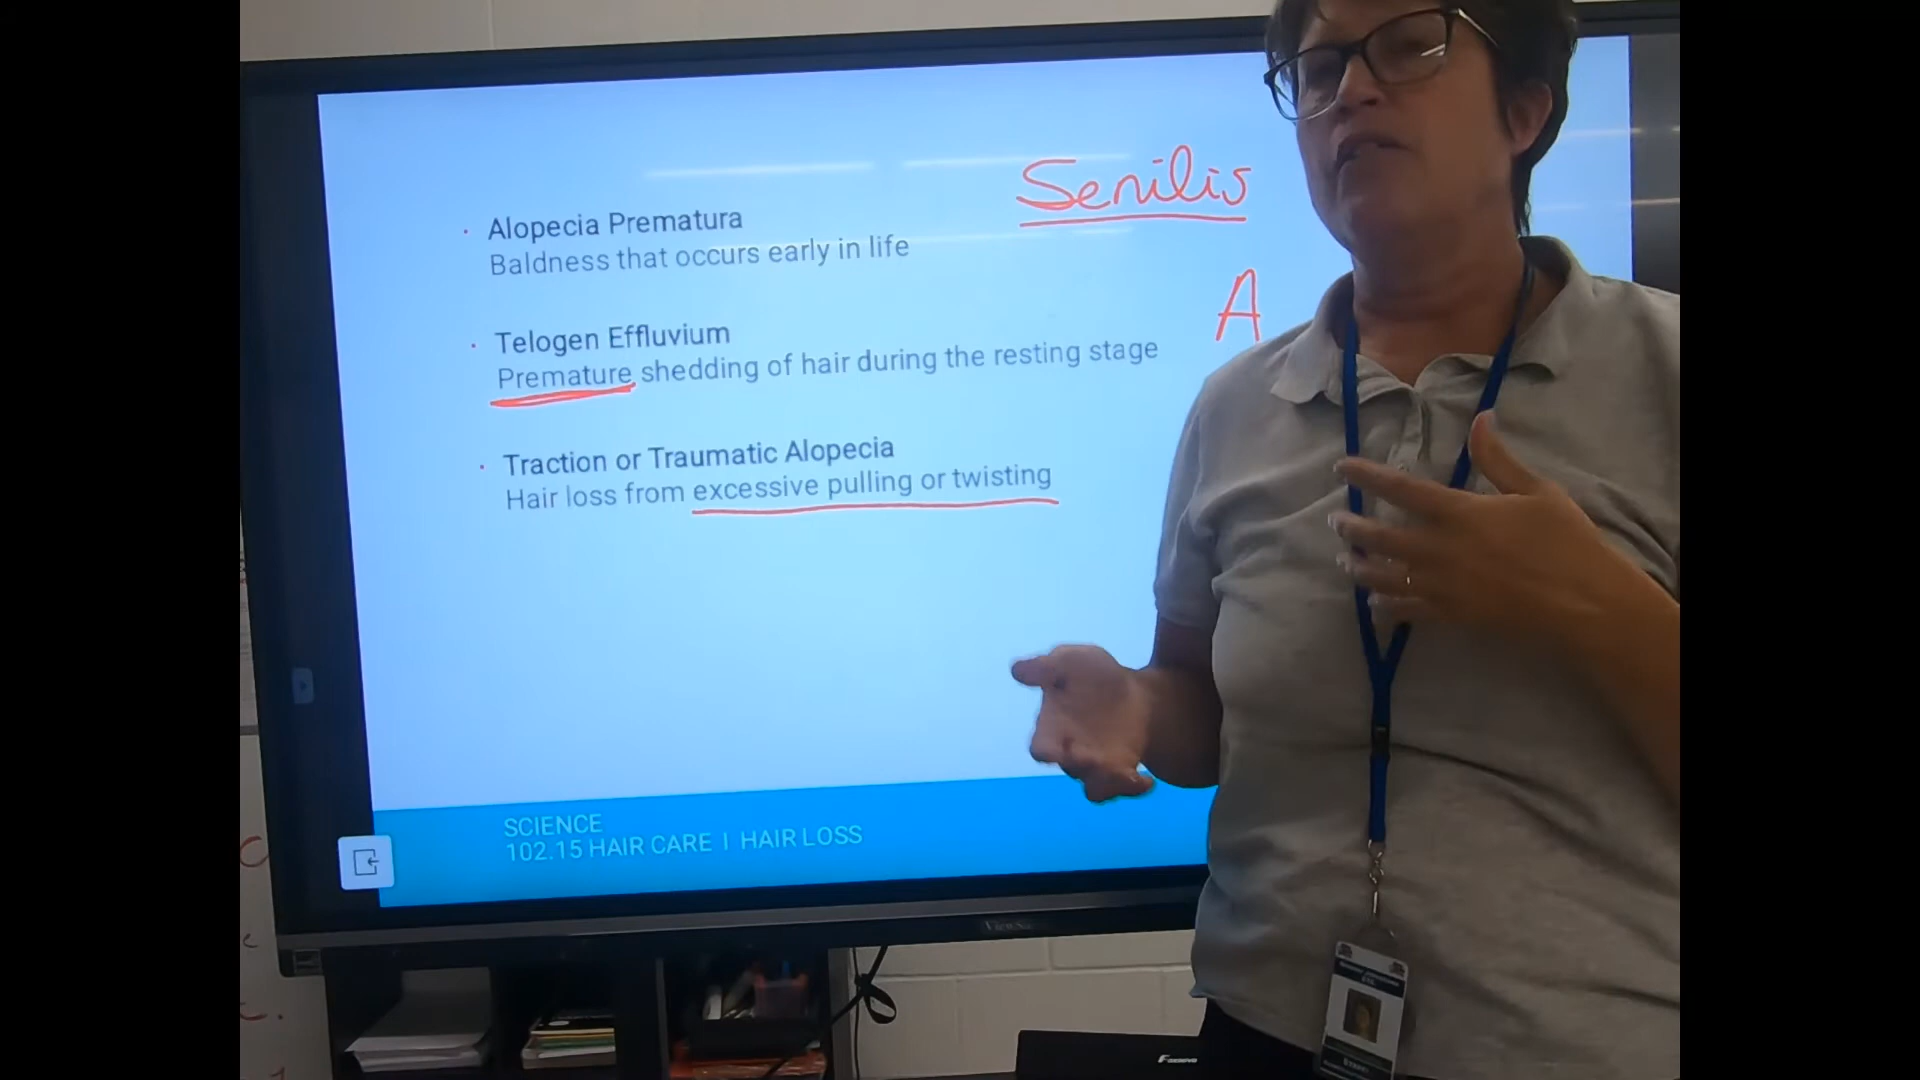 Senilis
• Alopecia Prematura
Baldness that occurs early in life
A
• Telogen Effluvium
Premature shedding of hair during the resting stage
• Traction or Traumatic Alopecia
Hair loss from excessive pulling or twisting
SCIENCE
102.15 HAIR CARE I HAIR LOSS